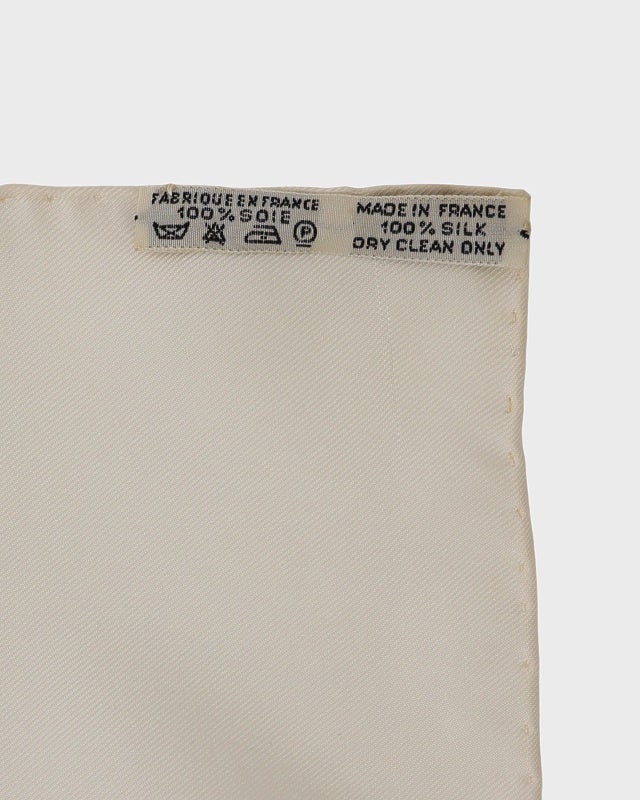 FABRIQUE EN FRANCE
100% SOIE
P
MADE IN FRANCE
100% SILK
DRY CLEAN ONLY